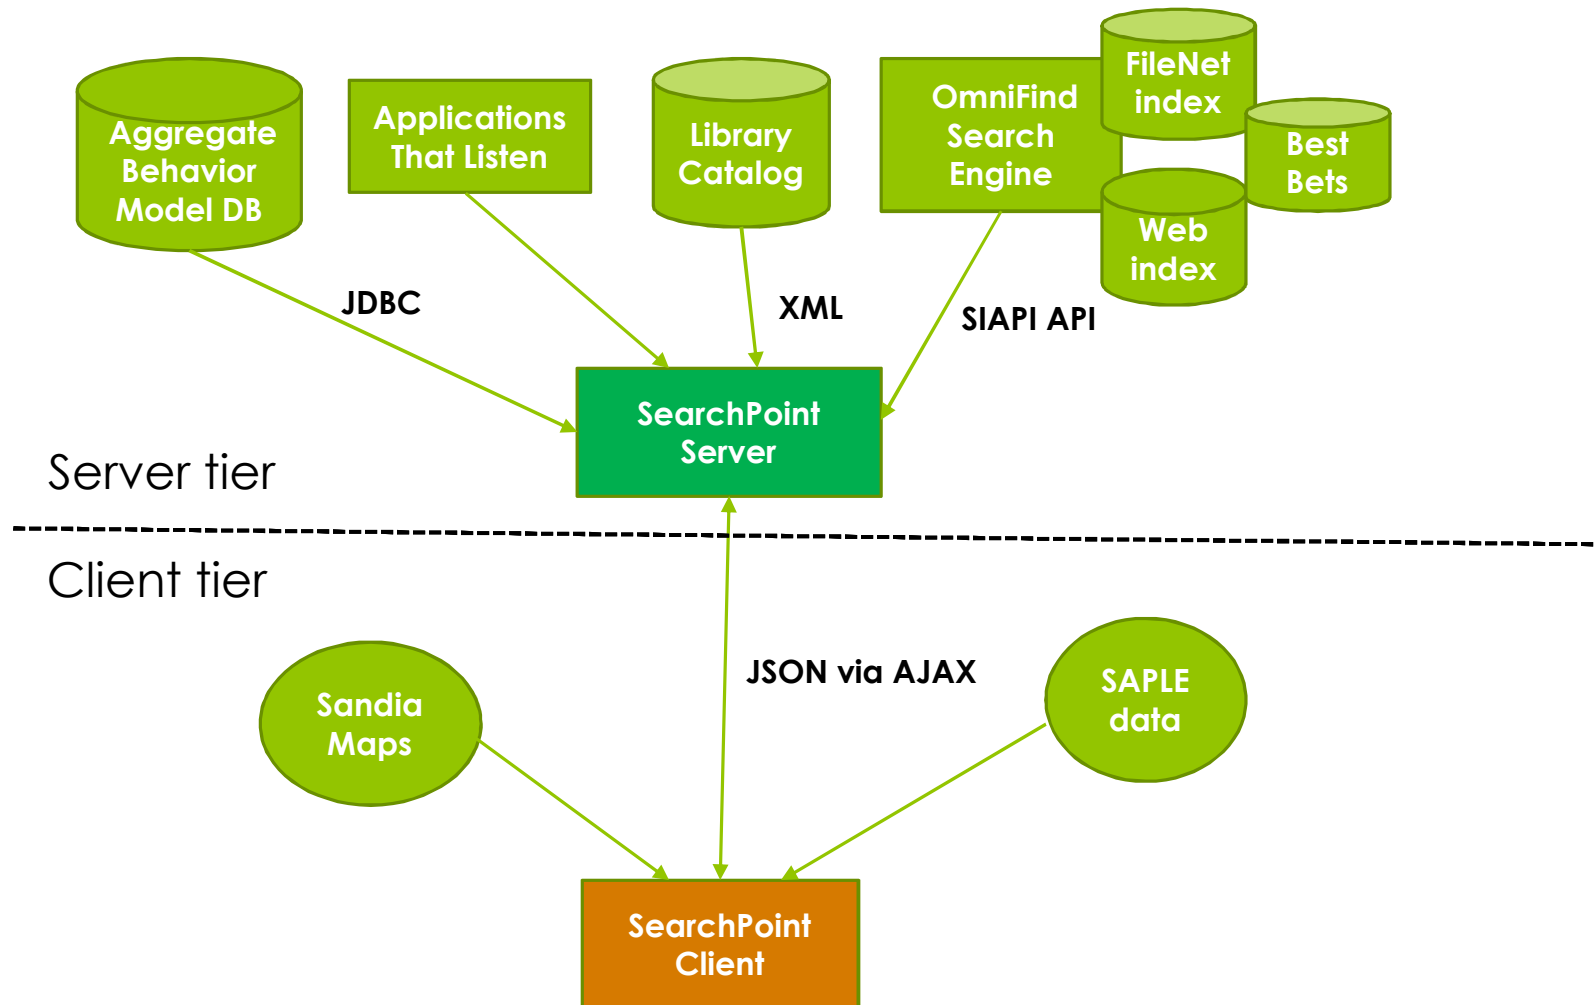 Aggregate
Behavior
Model DB
Applications
That Listen
Library
Catalog
OmniFind
Search
Engine
FileNet
index
Best
Bets
Web
index
JDBC
XML
SIAPI API
SearchPoint
Server
Server tier
Client tier
JSON via AJAX
Sandia
Maps
SAPLE
data
SearchPoint
Client